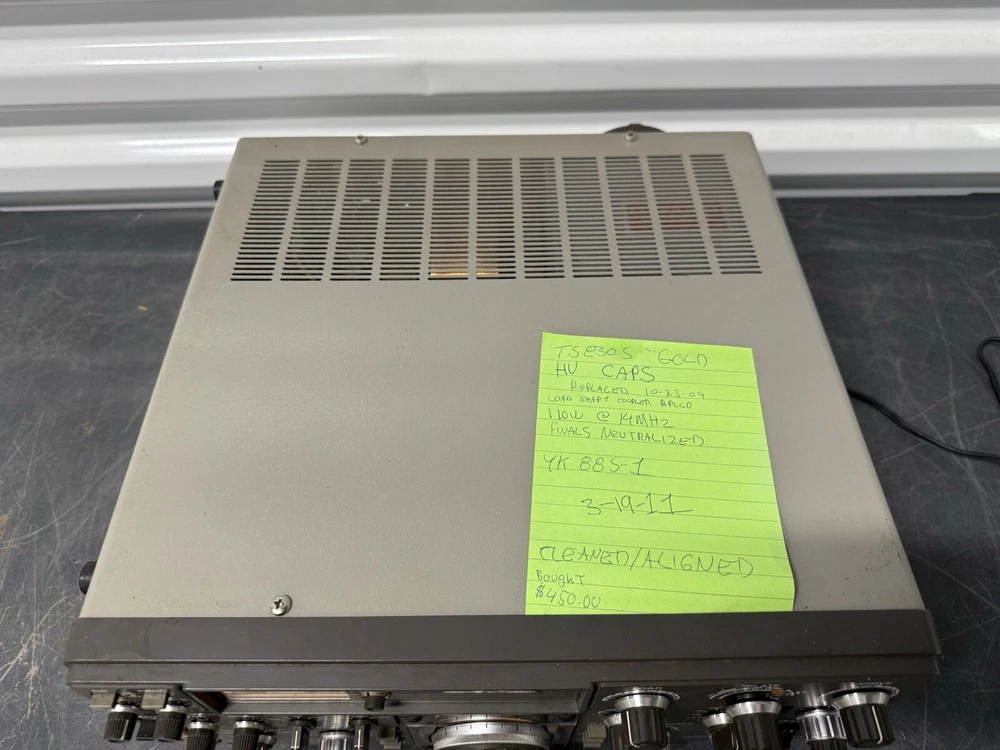 TSE30S "GOLD
HV CAPS
REPLACED 10-23-09
LOAD SHAFT COUPLER RPLCD
110W @ 14MHz
FINALS NEUTRALIZED
YK 88S-1
3-19-11
CLEANED/ALIGNED
BOUGHT
$450.00